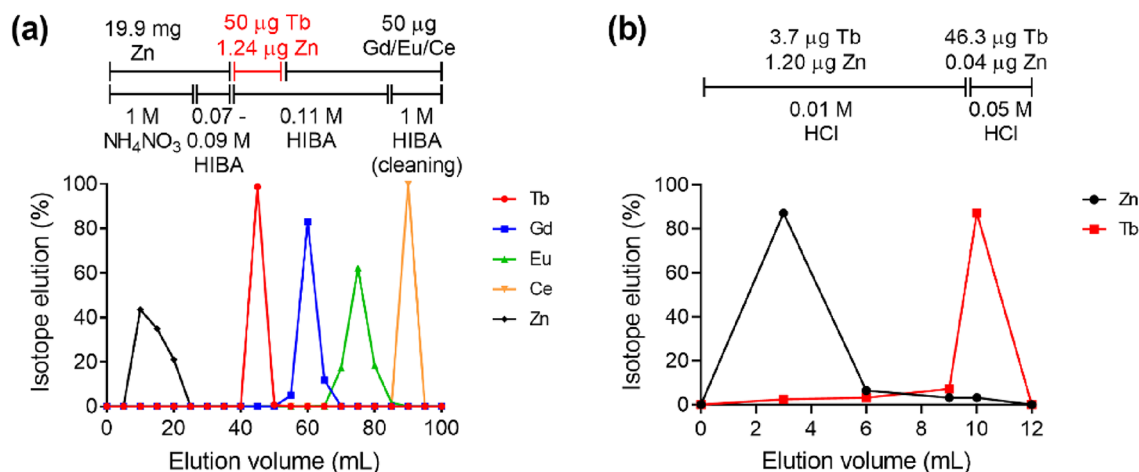 (a)
19.9 mg
Zn
50 µg Tb
1.24 µg Zn
50 µg
Gd/Eu/Ce
1 M
NH₄NO₃
0.07 -
0.09 M
HIBA
0.11 M
HIBA
1 M
HIBA
(cleaning)
Isotope elution (%)
100
80
60
40
20
0
0 20 40 60 80 100
Elution volume (mL)
Tb
Gd
Eu
Ce
Zn
(b)
3.7 µg Tb
1.20 µg Zn
46.3 µg Tb
0.04 µg Zn
0.01 M
HCl
0.05 M
HCl
Isotope elution (%)
100
80
60
40
20
0
0 3 6 9 12
Elution volume (mL)
Zn
Tb